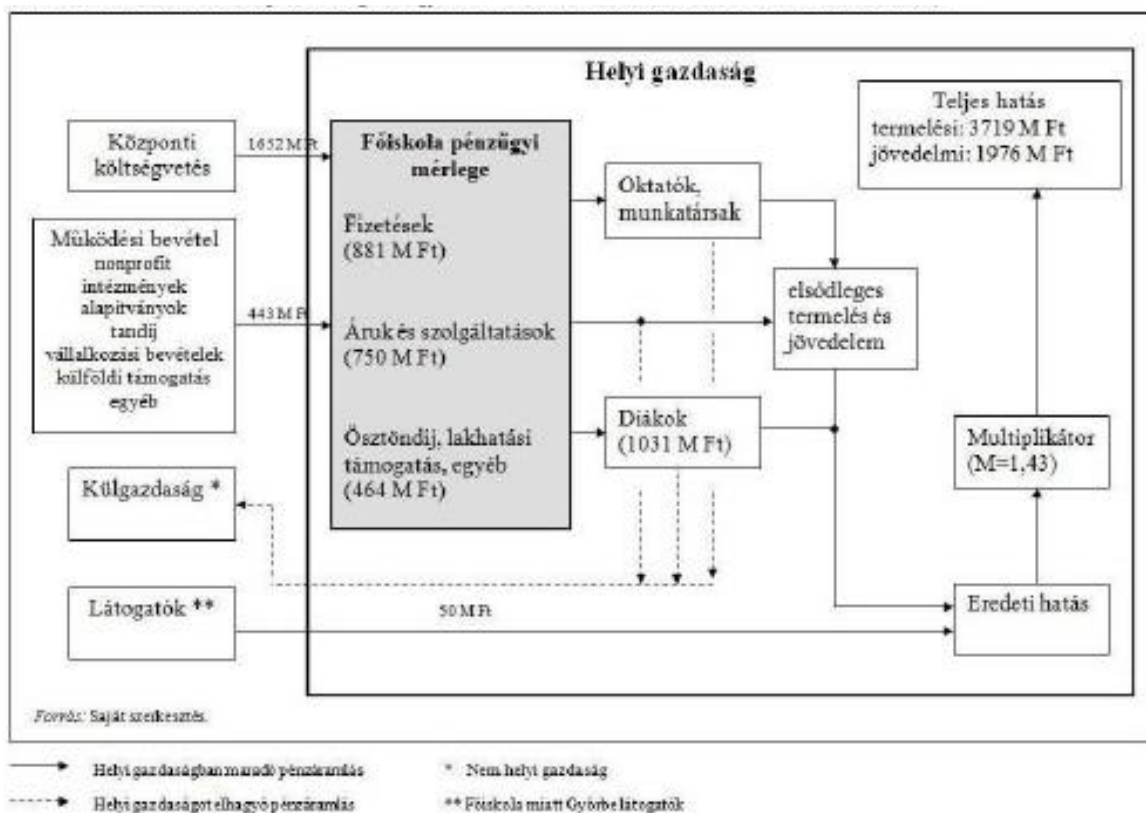 Helyi gazdaság
Központi
költségvetés
1652 M Ft
Működési bevétel
nonprofit
intézmények
alapítványok
tandíj
vállalkozási bevételek
külföldi támogatás
egyéb
443 M Ft
Külgazdaság *
Látogatók **
50 M Ft
Főiskola pénzügyi
mérlege
Fizetések
(881 M Ft)
Áruk és szolgáltatások
(750 M Ft)
Ösztöndíj, lakhatási
támogatás, egyéb
(464 M Ft)
Oktatók,
munkatársak
Diákok
(1031 M Ft)
elsődleges
termelés és
jövedelem
Teljes hatás
termelési: 3719 M Ft
jövedelmi: 1976 M Ft
Multiplikátor
(M=1,43)
Eredeti hatás
Forrás: Saját szerkesztés.
Helyi gazdaságban maradó pénzáramlás
* Nem helyi gazdaság
Helyi gazdaságot elhagyó pénzáramlás
** Főiskola miatt Győrbe látogatók